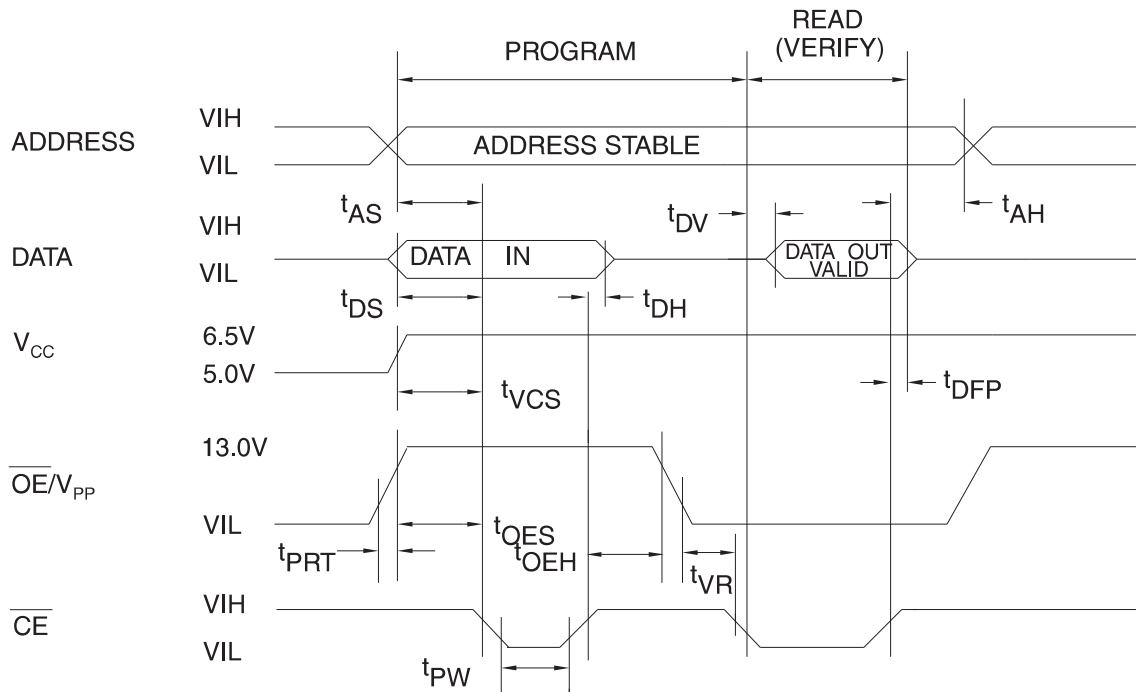 READ
(VERIFY)
PROGRAM
ADDRESS
VIH
VIL
ADDRESS STABLE
tAS
tDV
tAH
DATA
VIH
VIL
DATA IN
DATA OUT
VALID
tDS
tDH
VCC
6.5V
5.0V
tVCS
tDFP
OE/VPP
13.0V
VIL
tPRT
tOES
tOEH
tVR
CE
VIH
VIL
tPW